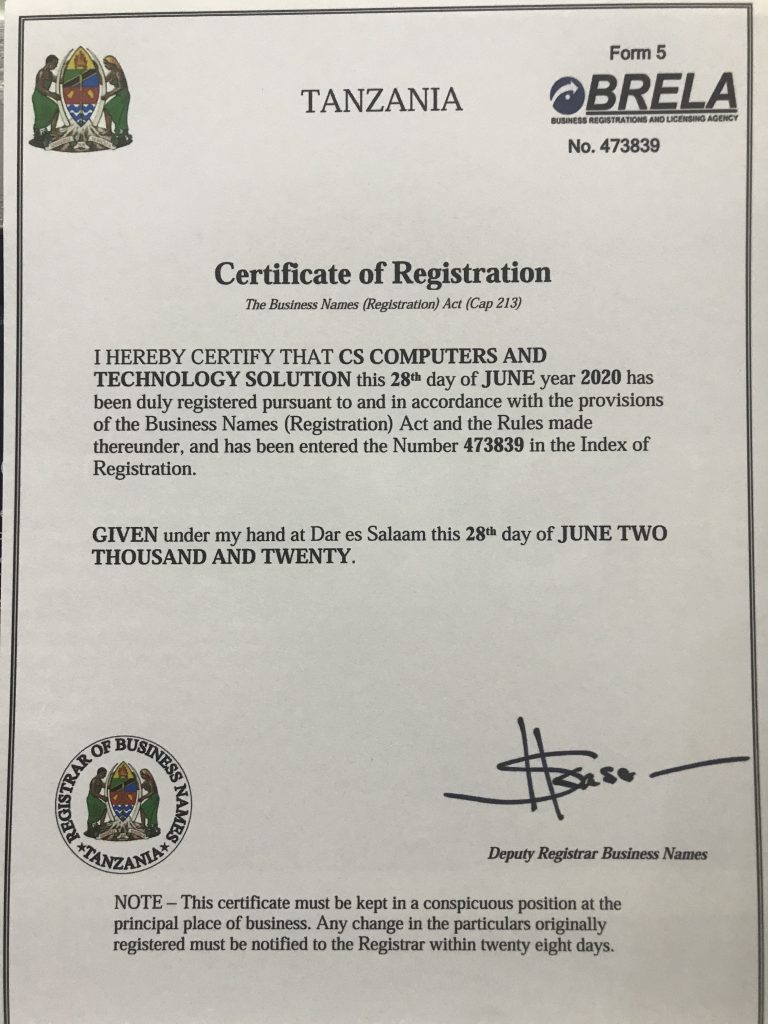 Form 5
TANZANIA
BRELA
BUSINESS REGISTRATIONS AND LICENSING AGENCY
No. 473839
Certificate of Registration
The Business Names (Registration) Act (Cap 213)
I HEREBY CERTIFY THAT CS COMPUTERS AND
TECHNOLOGY SOLUTION this 28th day of JUNE year 2020 has
been duly registered pursuant to and in accordance with the provisions
of the Business Names (Registration) Act and the Rules made
thereunder, and has been entered the Number 473839 in the Index of
Registration.
GIVEN under my hand at Dar es Salaam this 28th day of JUNE TWO
THOUSAND AND TWENTY.
REGISTRAR OF BUSINESS NAMES
TANZANIA
Deputy Registrar Business Names
NOTE – This certificate must be kept in a conspicuous position at the
principal place of business. Any change in the particulars originally
registered must be notified to the Registrar within twenty eight days.